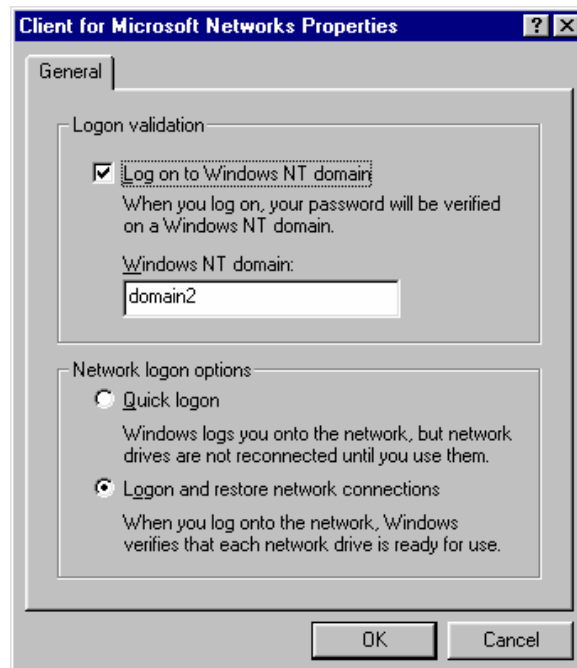 Client for Microsoft Networks Properties
General
Logon validation
Log on to Windows NT domain
When you log on, your password will be verified
on a Windows NT domain.
Windows NT domain:
domain2
Network logon options
Quick logon
Windows logs you onto the network, but network
drives are not reconnected until you use them.
Logon and restore network connections
When you log onto the network, Windows
verifies that each network drive is ready for use.
OK Cancel